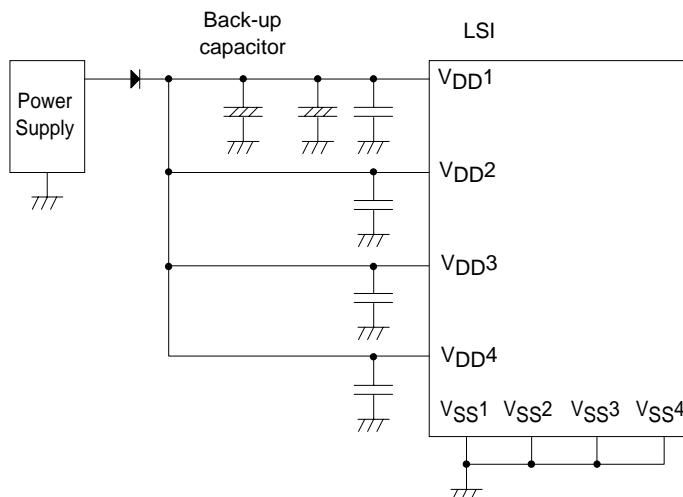 Back-up
capacitor
LSI
Power
Supply
VDD1
VDD2
VDD3
VDD4
VSS1 VSS2 VSS3 VSS4